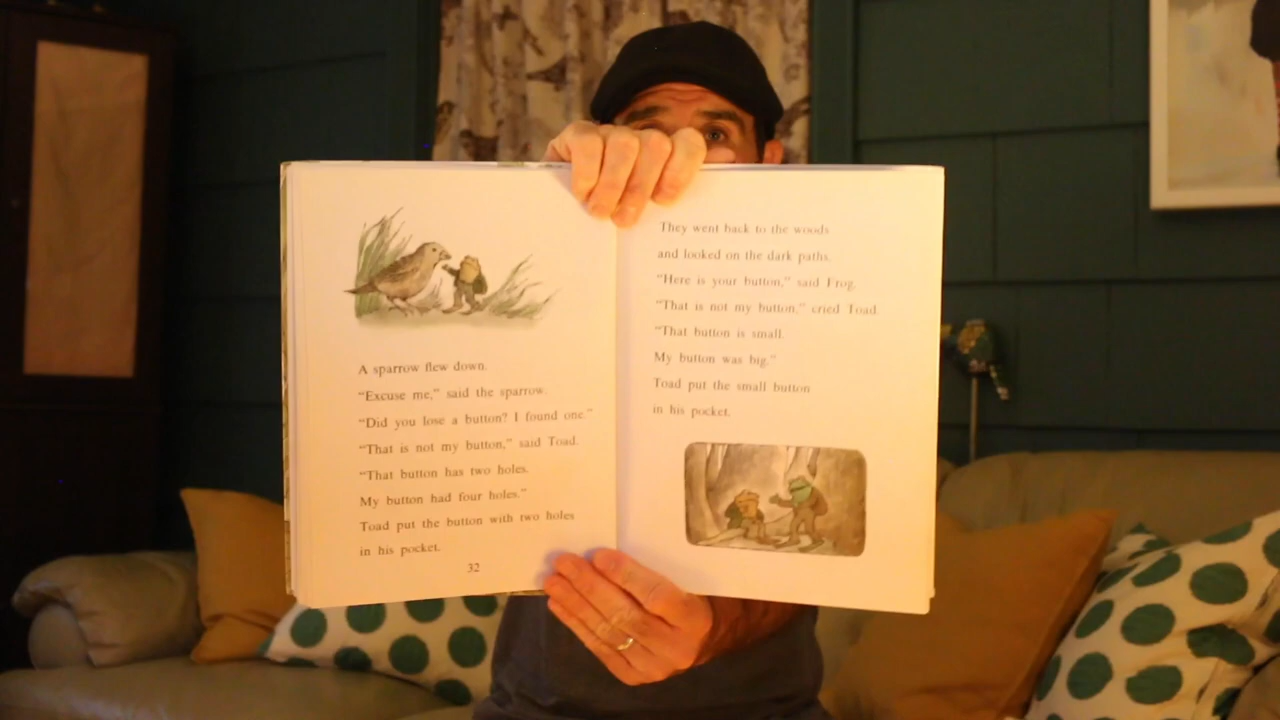 A sparrow flew down.
"Excuse me," said the sparrow.
"Did you lose a button? I found one."
"That is not my button," said Toad.
"That button has two holes.
My button had four holes."
Toad put the button with two holes
in his pocket.
32
They went back to the woods
and looked on the dark paths.
"Here is your button," said Frog.
"That is not my button," cried Toad.
"That button is small.
My button was big."
Toad put the small button
in his pocket.